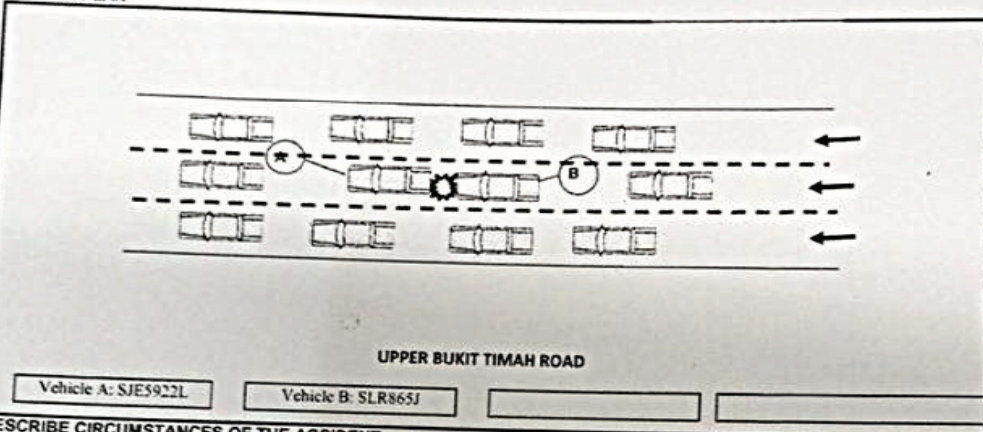 A
B
UPPER BUKIT TIMAH ROAD
Vehicle A: SJE5922L
Vehicle B: SLR865J
ESCRIBE CIRCUMSTANCES OF THE ACCIDENT